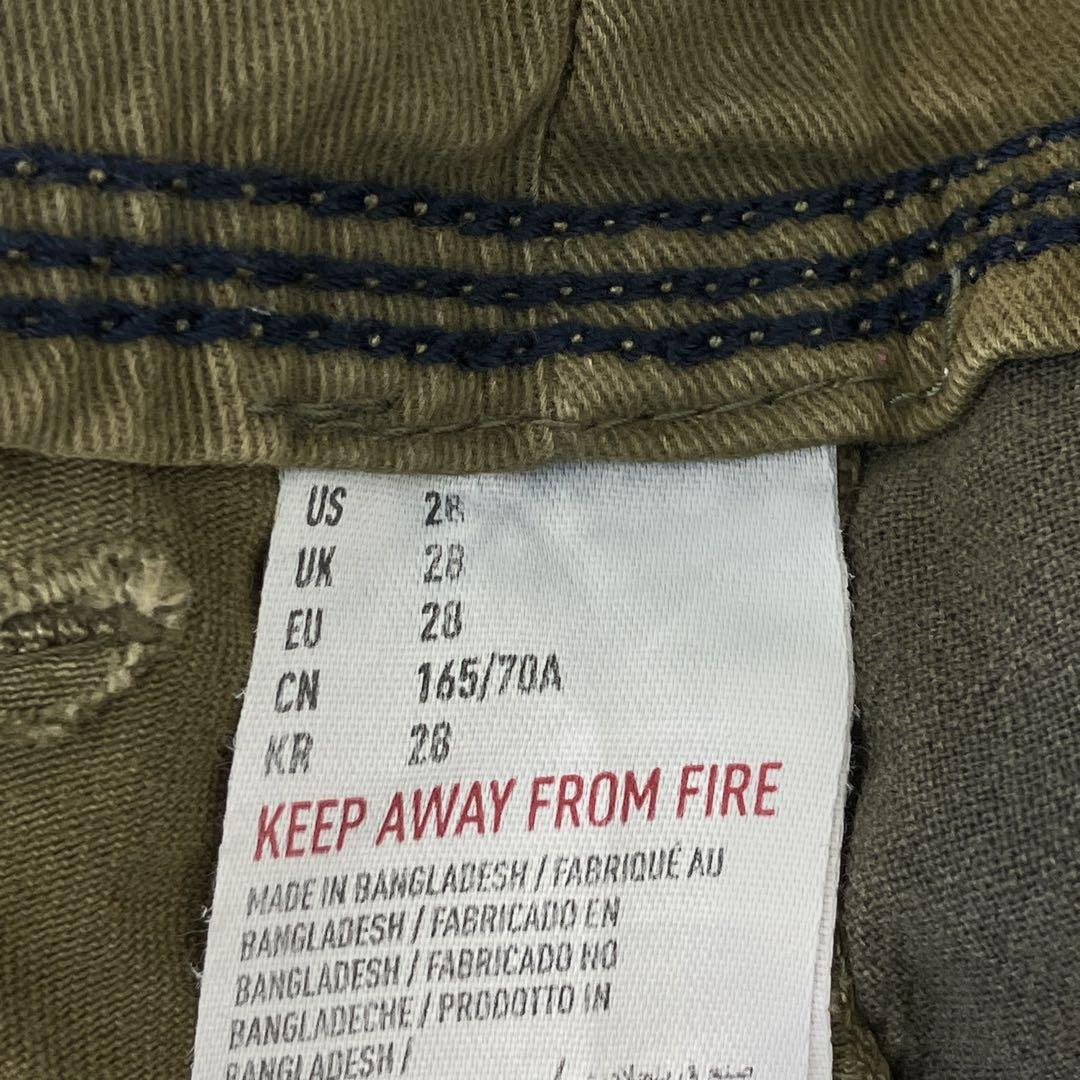 US 28
UK 28
EU 28
CN 165/70A
KR 28
KEEP AWAY FROM FIRE
MADE IN BANGLADESH / FABRIQUÉ AU
BANGLADESH / FABRICADO EN
BANGLADESH / FABRICADO NO
BANGLADECHE / PRODOTTO IN
BANGLADESH /
/